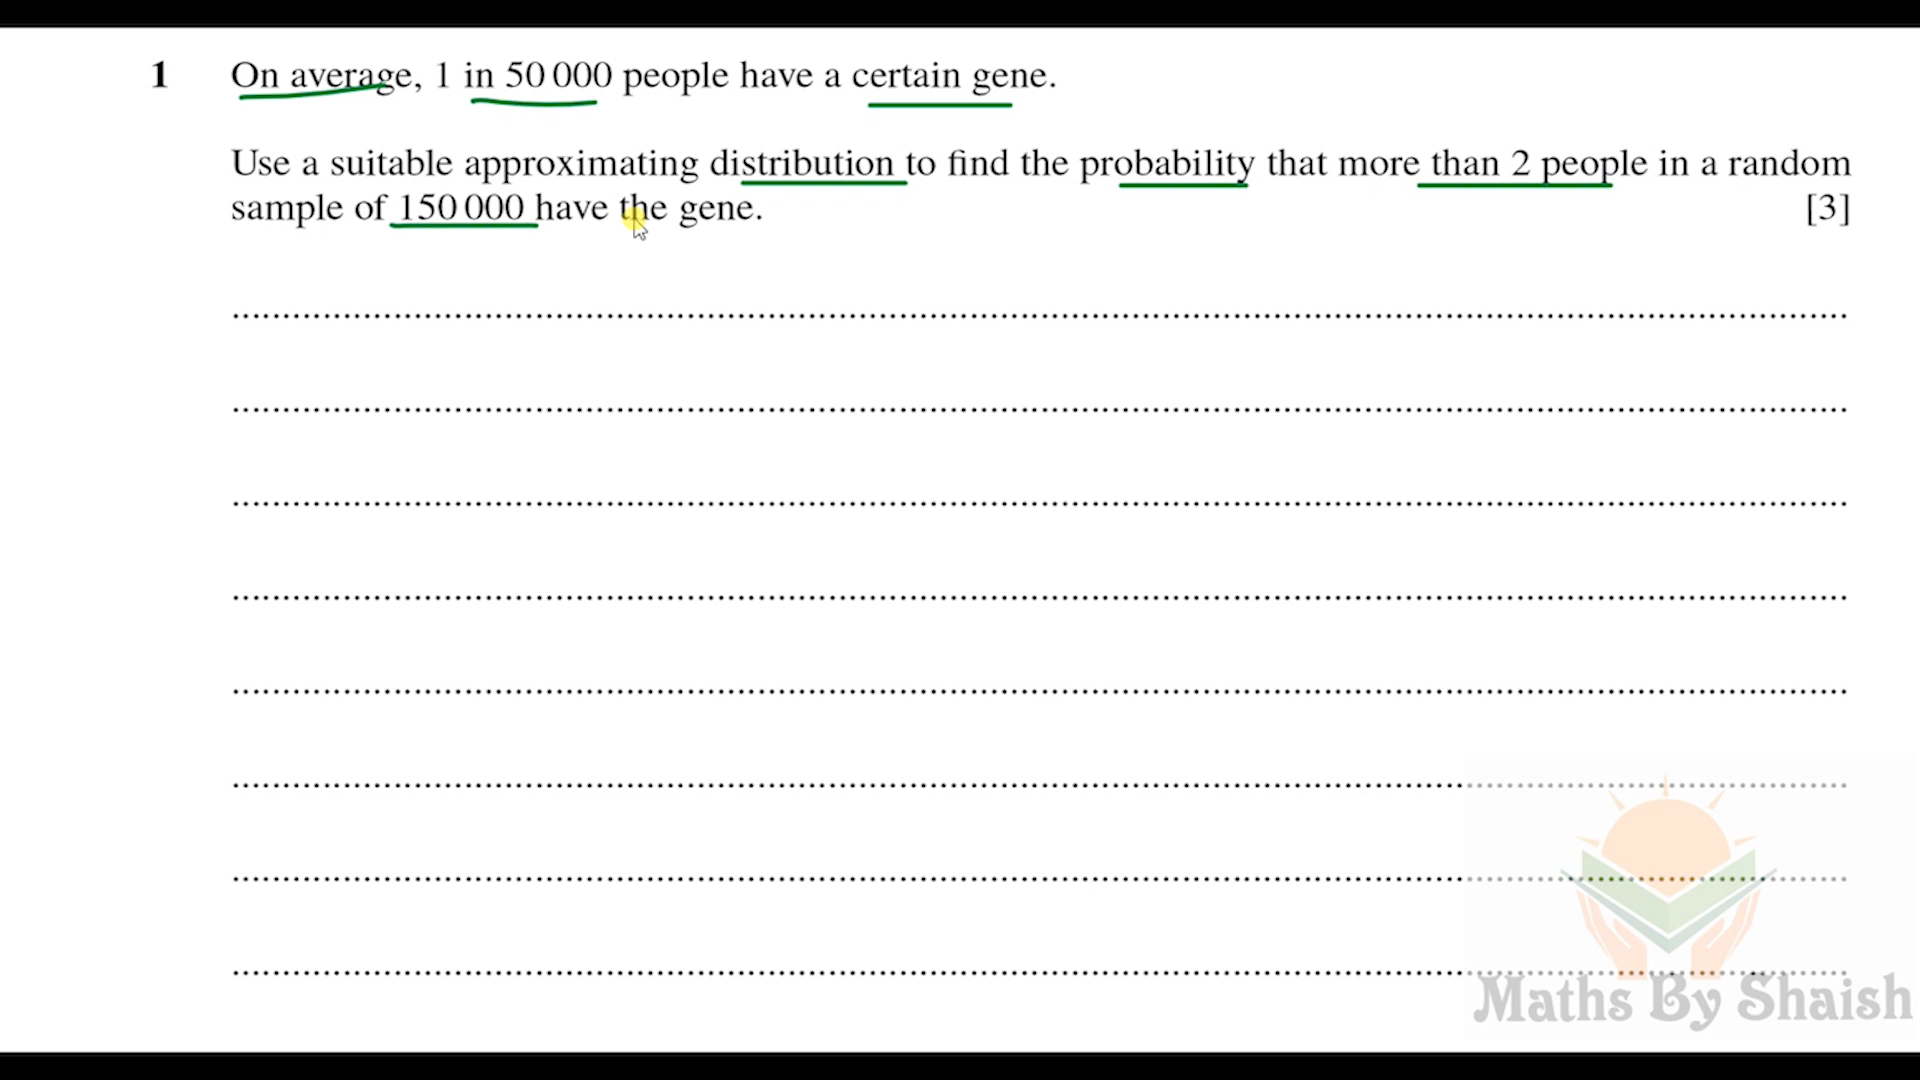 1 On average, 1 in 50 000 people have a certain gene.
Use a suitable approximating distribution to find the probability that more than 2 people in a random
sample of 150 000 have the gene. [3]
Maths By Shaish